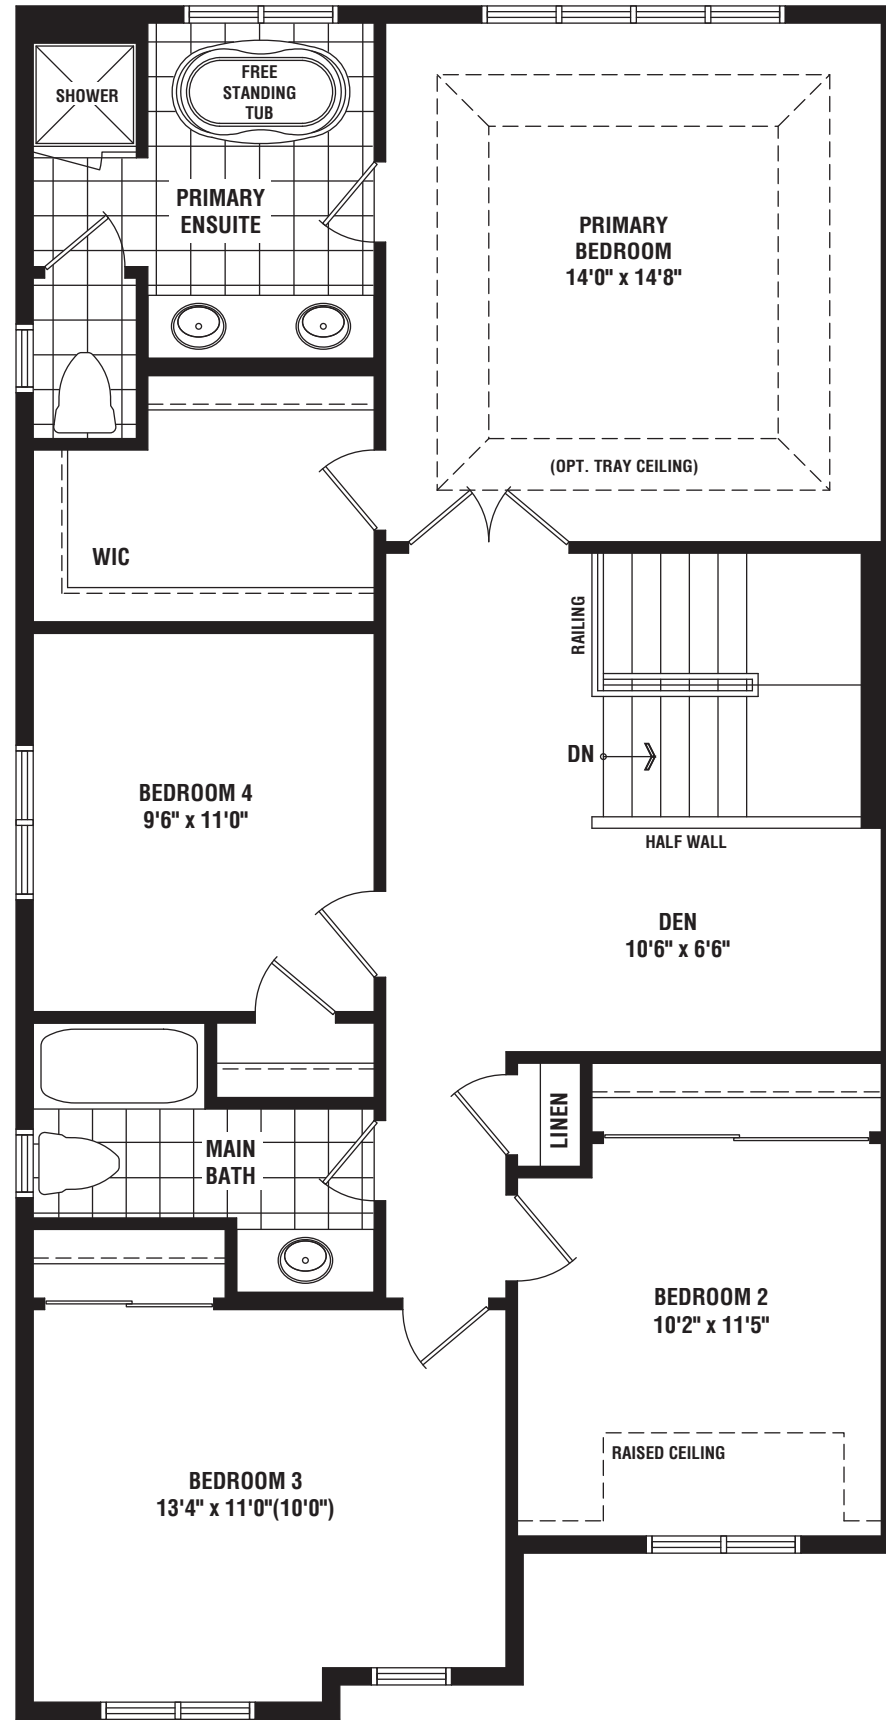 SHOWER
FREE
STANDING
TUB
PRIMARY
ENSUITE
PRIMARY
BEDROOM
14'0" x 14'8"
(OPT. TRAY CEILING)
WIC
RAILING
DN
HALF WALL
BEDROOM 4
9'6" x 11'0"
DEN
10'6" x 6'6"
LINEN
MAIN
BATH
BEDROOM 2
10'2" x 11'5"
RAISED CEILING
BEDROOM 3
13'4" x 11'0"(10'0")